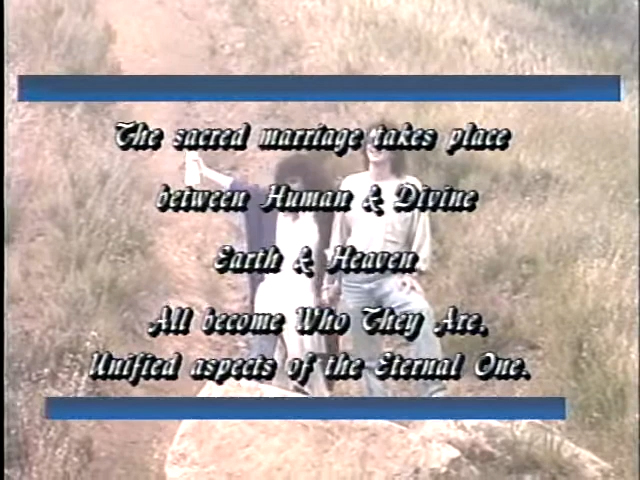 The sacred marriage takes place
between Human & Divine
Earth & Heaven.
All become Who They Are,
Unified aspects of the Eternal One.